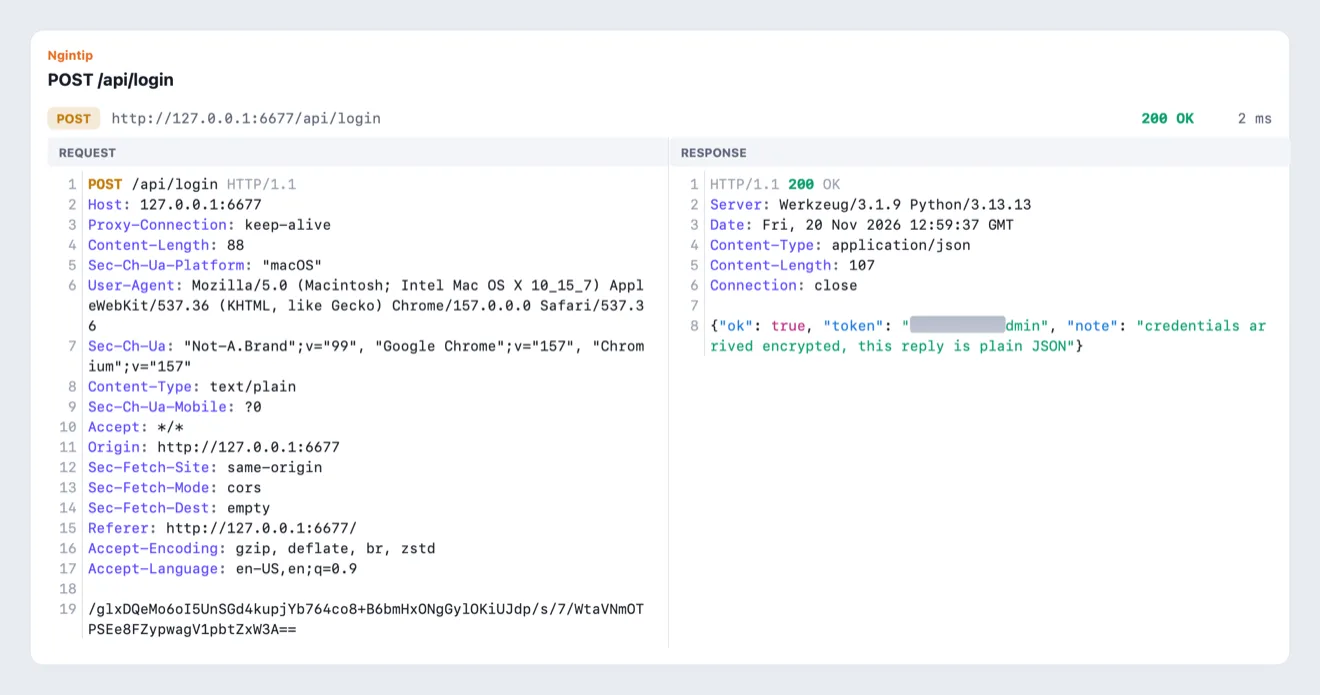 Ngintip
POST /api/login
POST http://127.0.0.1:6677/api/login 200 OK 2 ms
REQUEST
1 POST /api/login HTTP/1.1
2 Host: 127.0.0.1:6677
3 Proxy-Connection: keep-alive
4 Content-Length: 88
5 Sec-Ch-Ua-Platform: "macOS"
6 User-Agent: Mozilla/5.0 (Macintosh; Intel Mac OS X 10_15_7) Appl
eWebKit/537.36 (KHTML, like Gecko) Chrome/157.0.0.0 Safari/537.3
6
7 Sec-Ch-Ua: "Not-A.Brand";v="99", "Google Chrome";v="157", "Chrom
ium";v="157"
8 Content-Type: text/plain
9 Sec-Ch-Ua-Mobile: ?0
10 Accept: */*
11 Origin: http://127.0.0.1:6677
12 Sec-Fetch-Site: same-origin
13 Sec-Fetch-Mode: cors
14 Sec-Fetch-Dest: empty
15 Referer: http://127.0.0.1:6677/
16 Accept-Encoding: gzip, deflate, br, zstd
17 Accept-Language: en-US,en;q=0.9
18
19 /glxDQeMo6oI5UnSGd4kupjYb764co8+B6bmHxONgGylOKiUJdp/s/7/WtaVNmOT
PSEe8FZypwagV1pbtZxW3A==
RESPONSE
1 HTTP/1.1 200 OK
2 Server: Werkzeug/3.1.9 Python/3.13.13
3 Date: Fri, 20 Nov 2026 12:59:37 GMT
4 Content-Type: application/json
5 Content-Length: 107
6 Connection: close
7
8 {"ok": true, "token": "dmin", "note": "credentials ar
rived encrypted, this reply is plain JSON"}